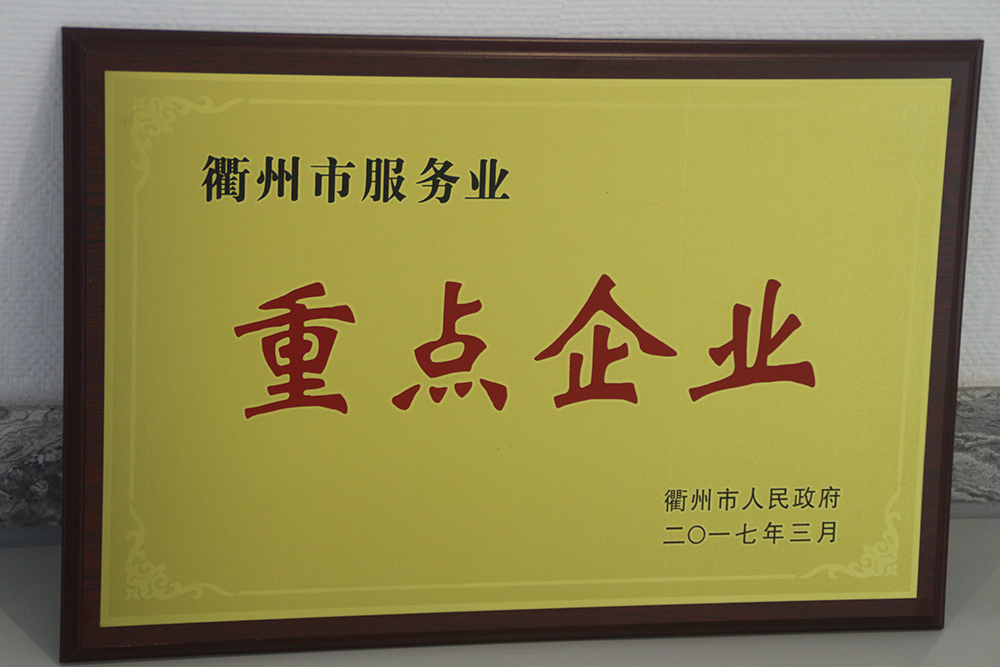 衢州市服务业
重点企业
衢州市人民政府
二〇一七年三月